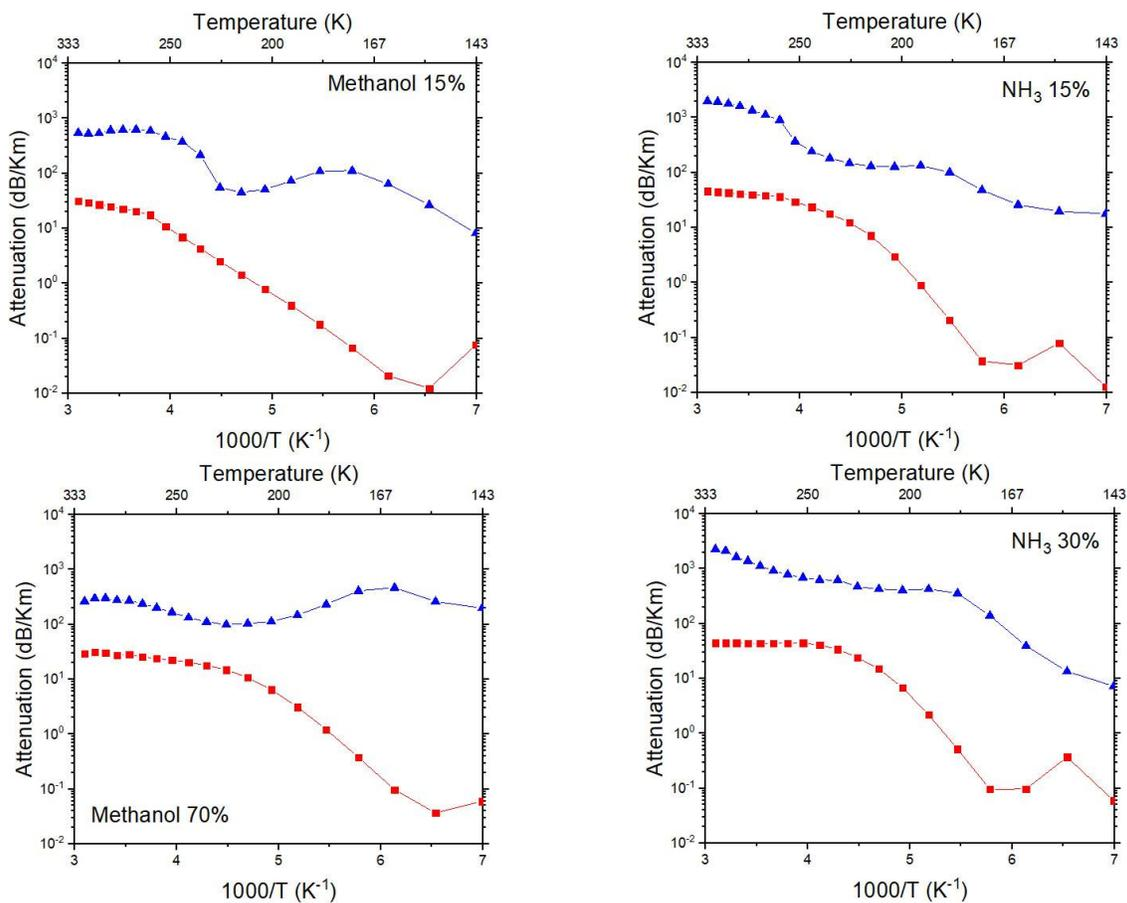 Temperature (K)
333 250 200 167 143
10⁴
10³
10²
10¹
10⁰
10⁻¹
10⁻²
Attenuation (dB/Km)
Methanol 15%
3 4 5 6 7
1000/T (K⁻¹)
Temperature (K)
333 250 200 167 143
10⁴
10³
10²
10¹
10⁰
10⁻¹
10⁻²
Attenuation (dB/Km)
NH₃ 15%
3 4 5 6 7
1000/T (K⁻¹)
Temperature (K)
333 250 200 167 143
10⁴
10³
10²
10¹
10⁰
10⁻¹
10⁻²
Attenuation (dB/Km)
Methanol 70%
3 4 5 6 7
1000/T (K⁻¹)
Temperature (K)
333 250 200 167 143
10⁴
10³
10²
10¹
10⁰
10⁻¹
10⁻²
Attenuation (dB/Km)
NH₃ 30%
3 4 5 6 7
1000/T (K⁻¹)